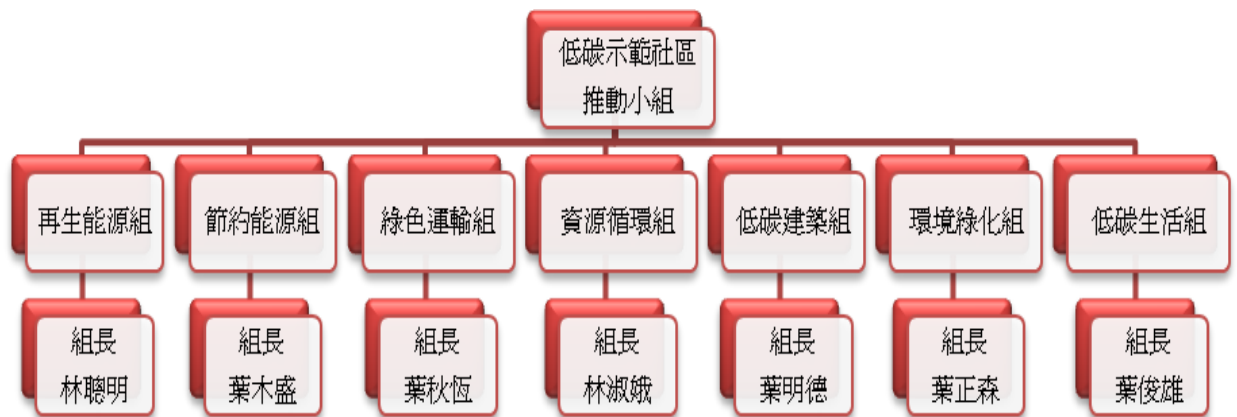 低碳示範社區
推動小組
再生能源組
節約能源組
綠色運輸組
資源循環組
低碳建築組
環境綠化組
低碳生活組
組長
林聰明
組長
葉木盛
組長
葉秋恆
組長
林淑娥
組長
葉明德
組長
葉正森
組長
葉俊雄